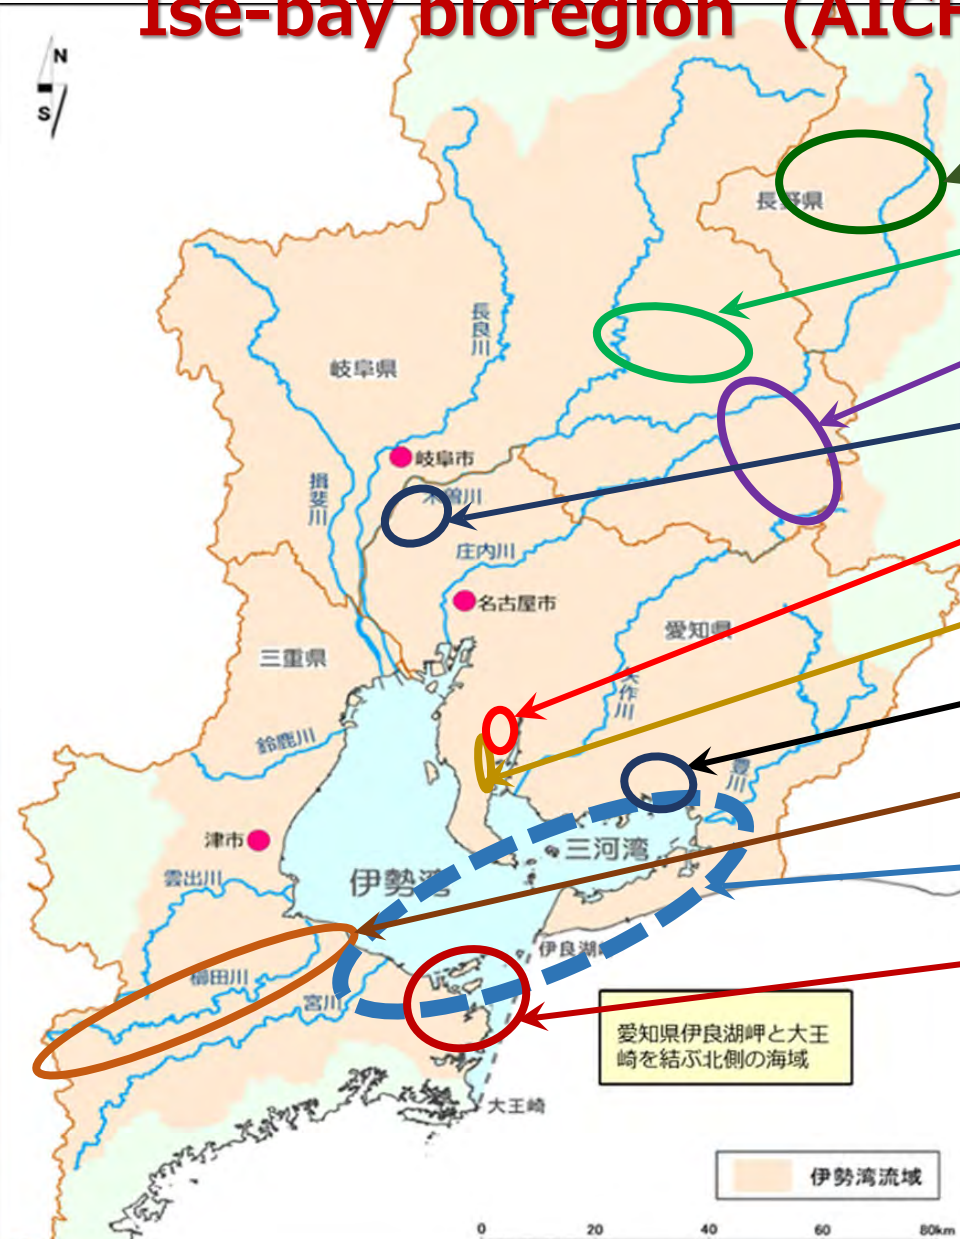 Ise-bay bioregion (AICH
N
S
長野県
長良川
岐阜県
岐阜市
揖斐川
木曽川
庄内川
名古屋市
愛知県
三重県
矢作川
鈴鹿川
豊川
津市
三河湾
雲出川
伊勢湾
伊良湖岬
櫛田川
宮川
愛知県伊良湖岬と大王
崎を結ぶ北側の海域
大王崎
伊勢湾流域
0 20 40 60 80km